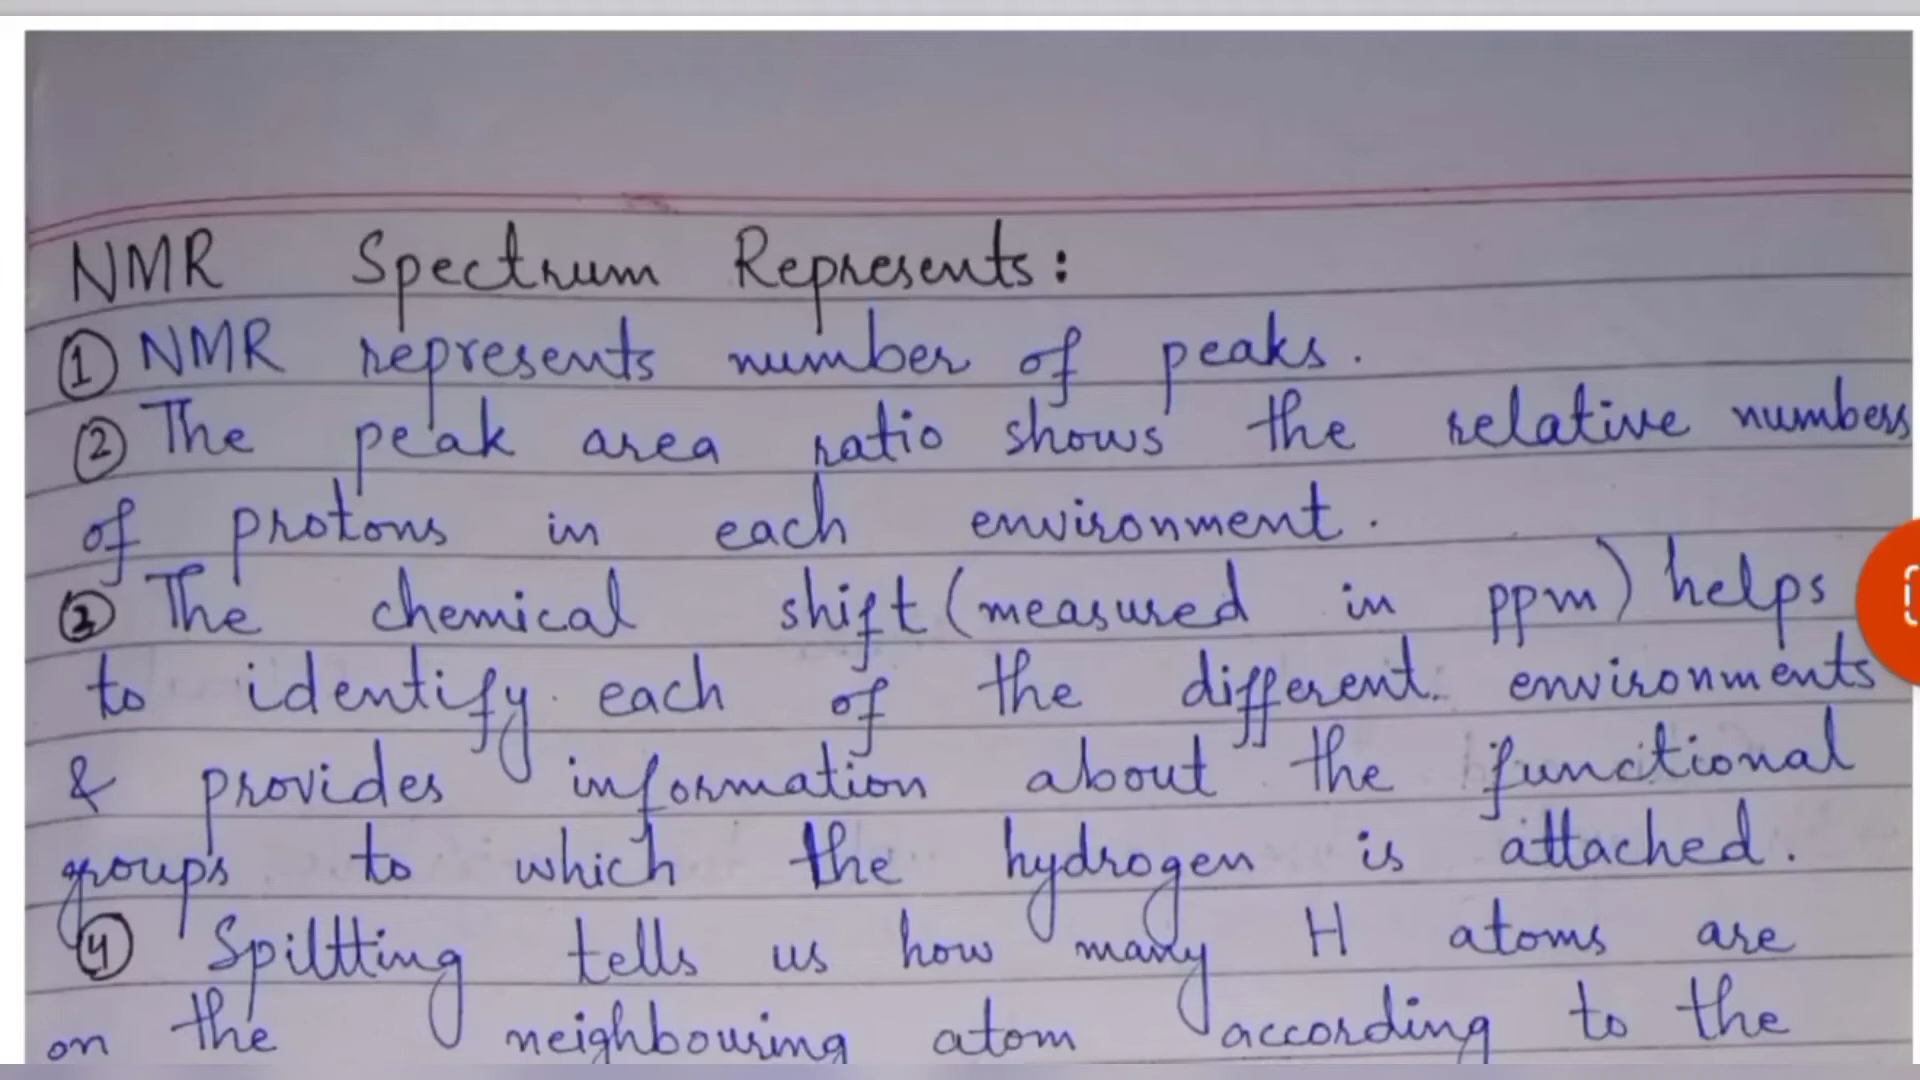 NMR Spectrum Represents:
① NMR represents number of peaks.
② The peak area ratio shows the relative numbers
of protons in each environment.
③ The chemical shift (measured in ppm) helps
to identify each of the different environments
& provides information about the functional
groups to which the hydrogen is attached.
④ Spiltting tells us how many H atoms are
on the neighbouring atom according to the